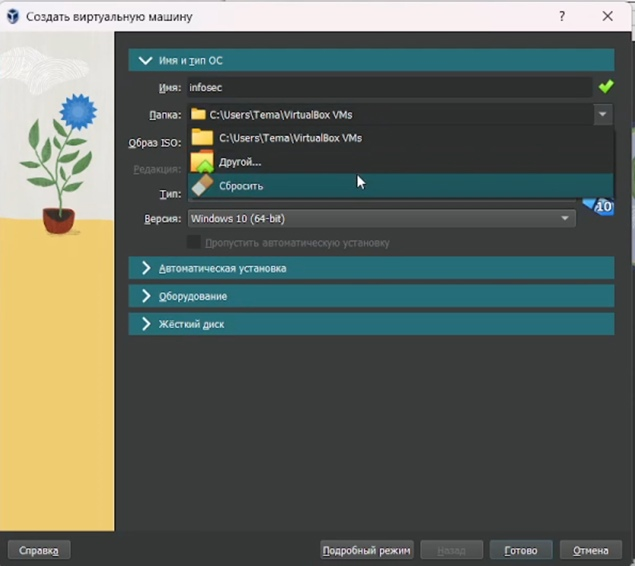 Создать виртуальную машину
?
Имя и тип ОС
Имя: infosec
Папка: C:\Users\Tema\VirtualBox VMs
Образ ISO: C:\Users\Tema\VirtualBox VMs
Редакция: Другой...
Тип: Сбросить
10
Версия: Windows 10 (64-bit)
Пропустить автоматическую установку
Автоматическая установка
Оборудование
Жёсткий диск
Справка Подробный режим Назад Готово Отмена